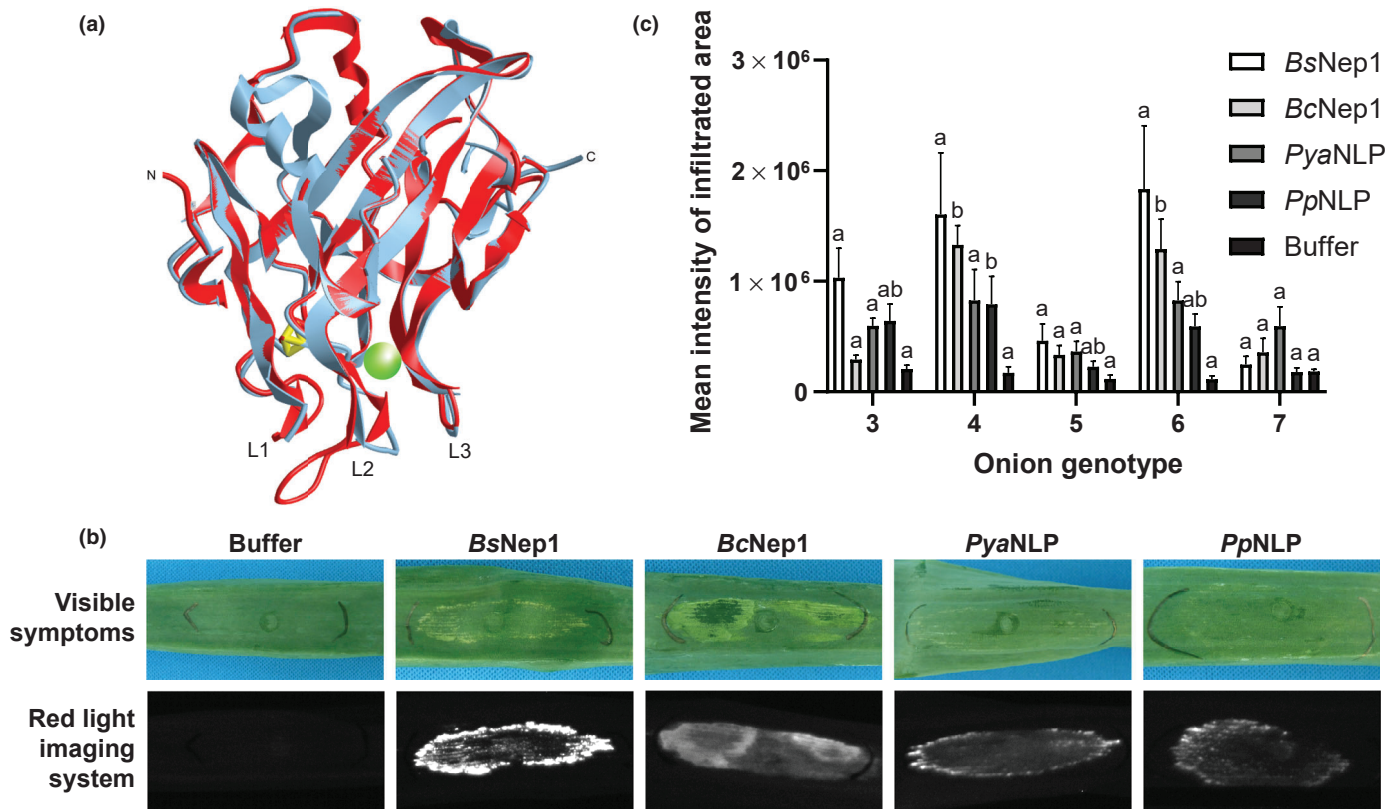 (a)
N
C
L1
L2
L3
(c)
Mean intensity of infiltrated area
3 × 10⁶
2 × 10⁶
1 × 10⁶
0
a a a ab a
a b a b a
a a a ab a
a b a ab a
a a a a a
3 4 5 6 7
Onion genotype
BsNep1
BcNep1
PyaNLP
PpNLP
Buffer
(b)
Buffer BsNep1 BcNep1 PyaNLP PpNLP
Visible
symptoms
Red light
imaging
system